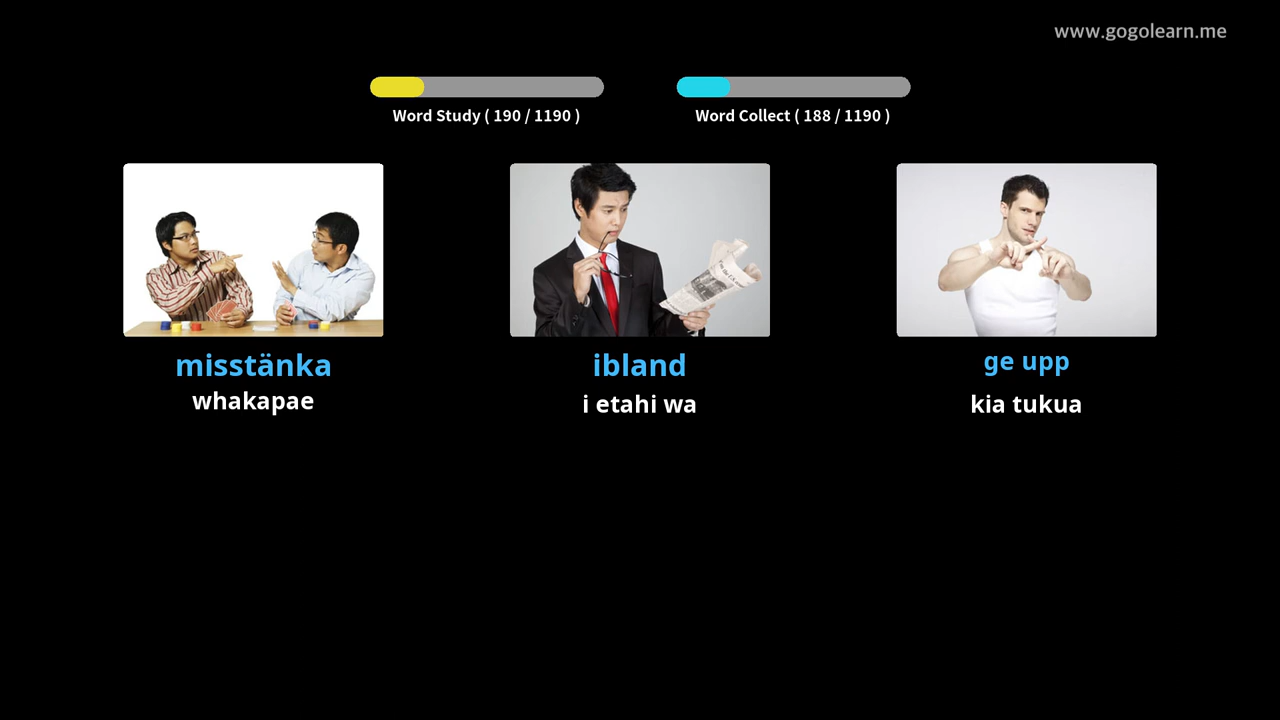 www.gogolearn.me
Word Study ( 190 / 1190 )
Word Collect ( 188 / 1190 )
misstänka
whakapae
ibland
i etahi wa
ge upp
kia tukua